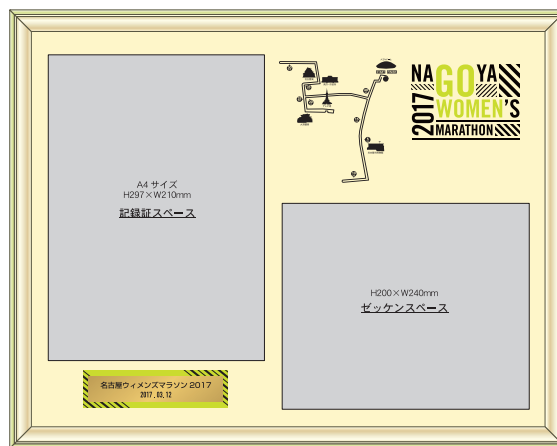 A4 サイズ
H297×W210mm
記録証スペース
NAGOYA
2017
WOMEN'S
MARATHON
H200×W240mm
ゼッケンスペース
名古屋ウィメンズマラソン 2017
2017.03.12